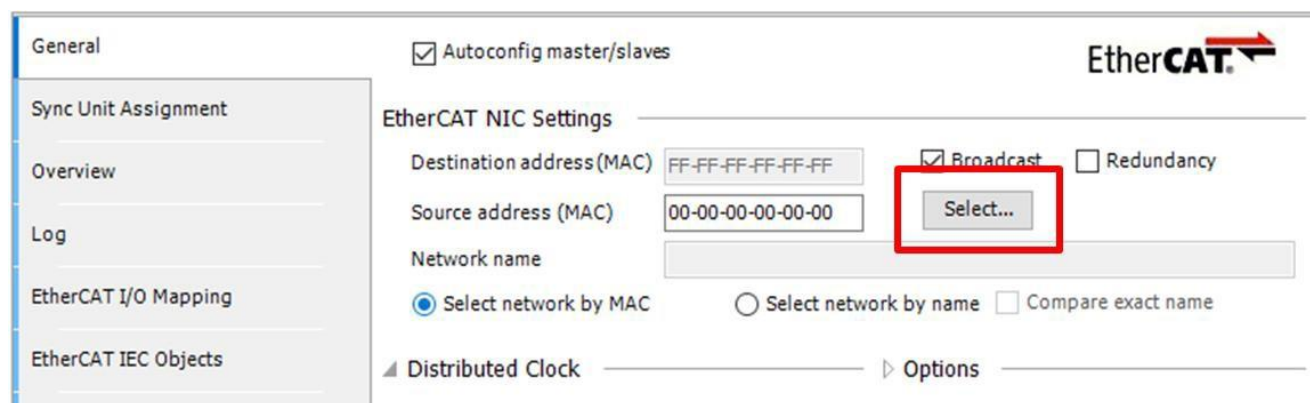 General
Sync Unit Assignment
Overview
Log
EtherCAT I/O Mapping
EtherCAT IEC Objects
Autoconfig master/slaves
EtherCAT.
EtherCAT NIC Settings
Destination address (MAC) FF-FF-FF-FF-FF-FF Broadcast Redundancy
Source address (MAC) 00-00-00-00-00-00 Select...
Network name
Select network by MAC Select network by name Compare exact name
Distributed Clock Options